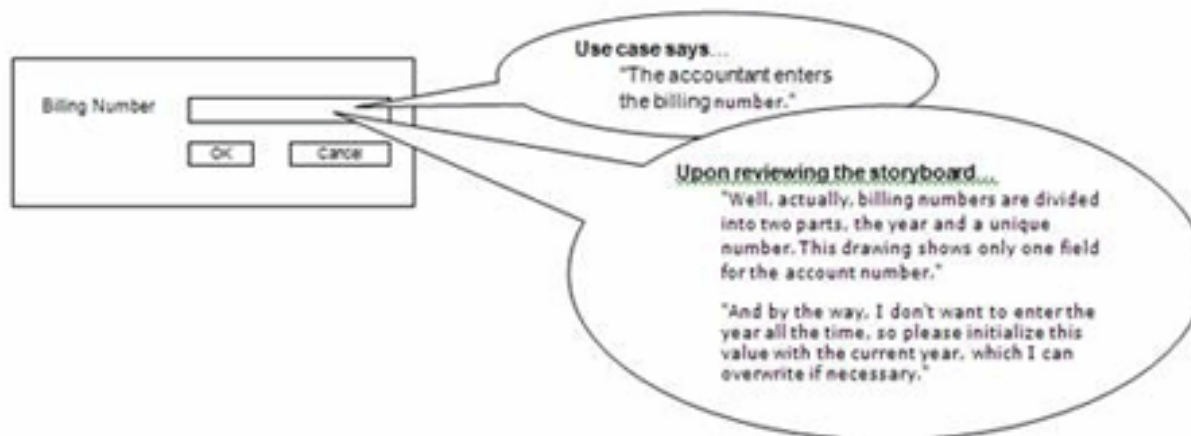 Use case says...
"The accountant enters
the billing number."
Billing Number
OK
Cancel
Upon reviewing the storyboard...
"Well, actually, billing numbers are divided
into two parts, the year and a unique
number. This drawing shows only one field
for the account number."
"And by the way, I don't want to enter the
year all the time, so please initialize this
value with the current year, which I can
overwrite if necessary."